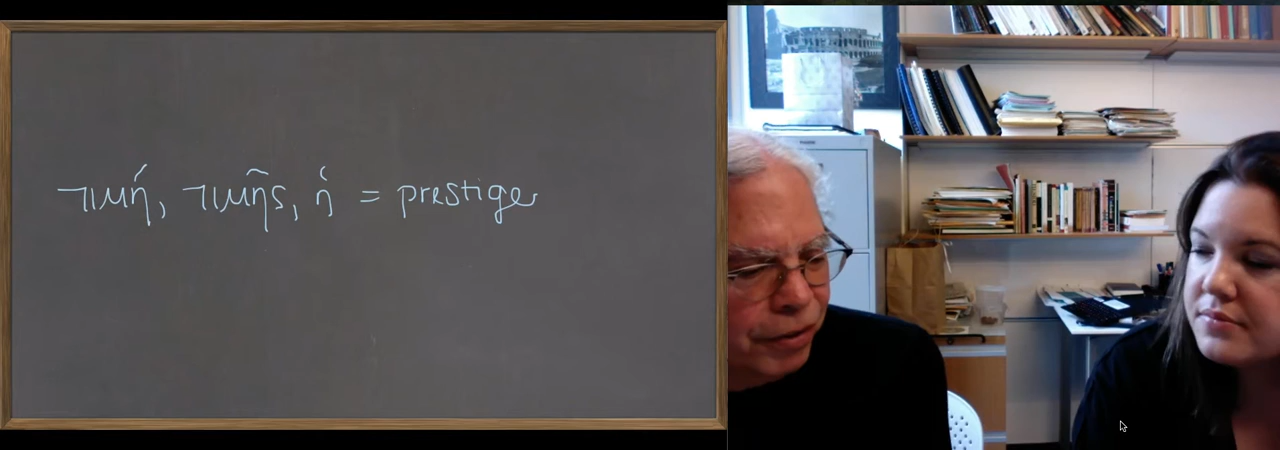 τιμή, τιμῆς, ἡ = prestige